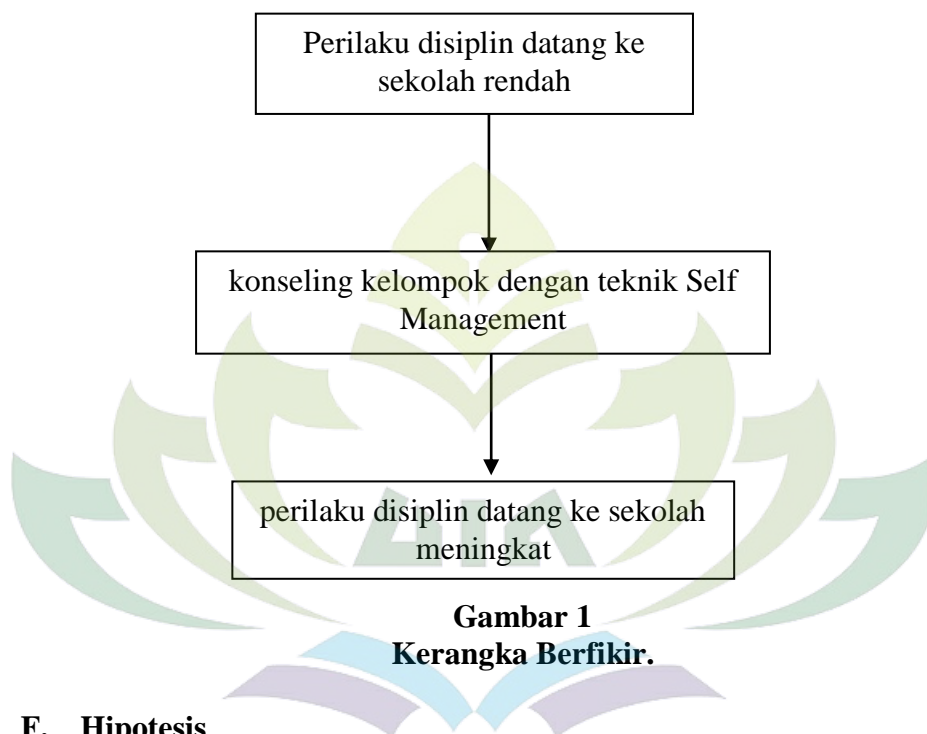 Perilaku disiplin datang ke
sekolah rendah
konseling kelompok dengan teknik Self
Management
perilaku disiplin datang ke sekolah
meningkat
Gambar 1
Kerangka Berfikir.
F. Hipotesis